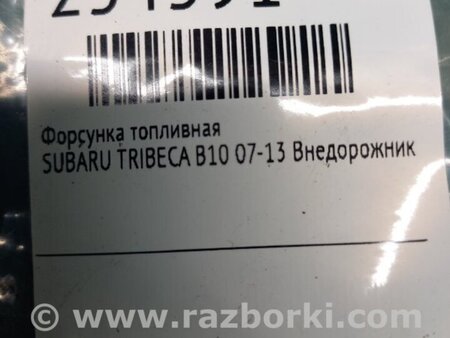 Форсунка топливная
SUBARU TRIBECA B10 07-13 Внедорожник
© www.razborki.com